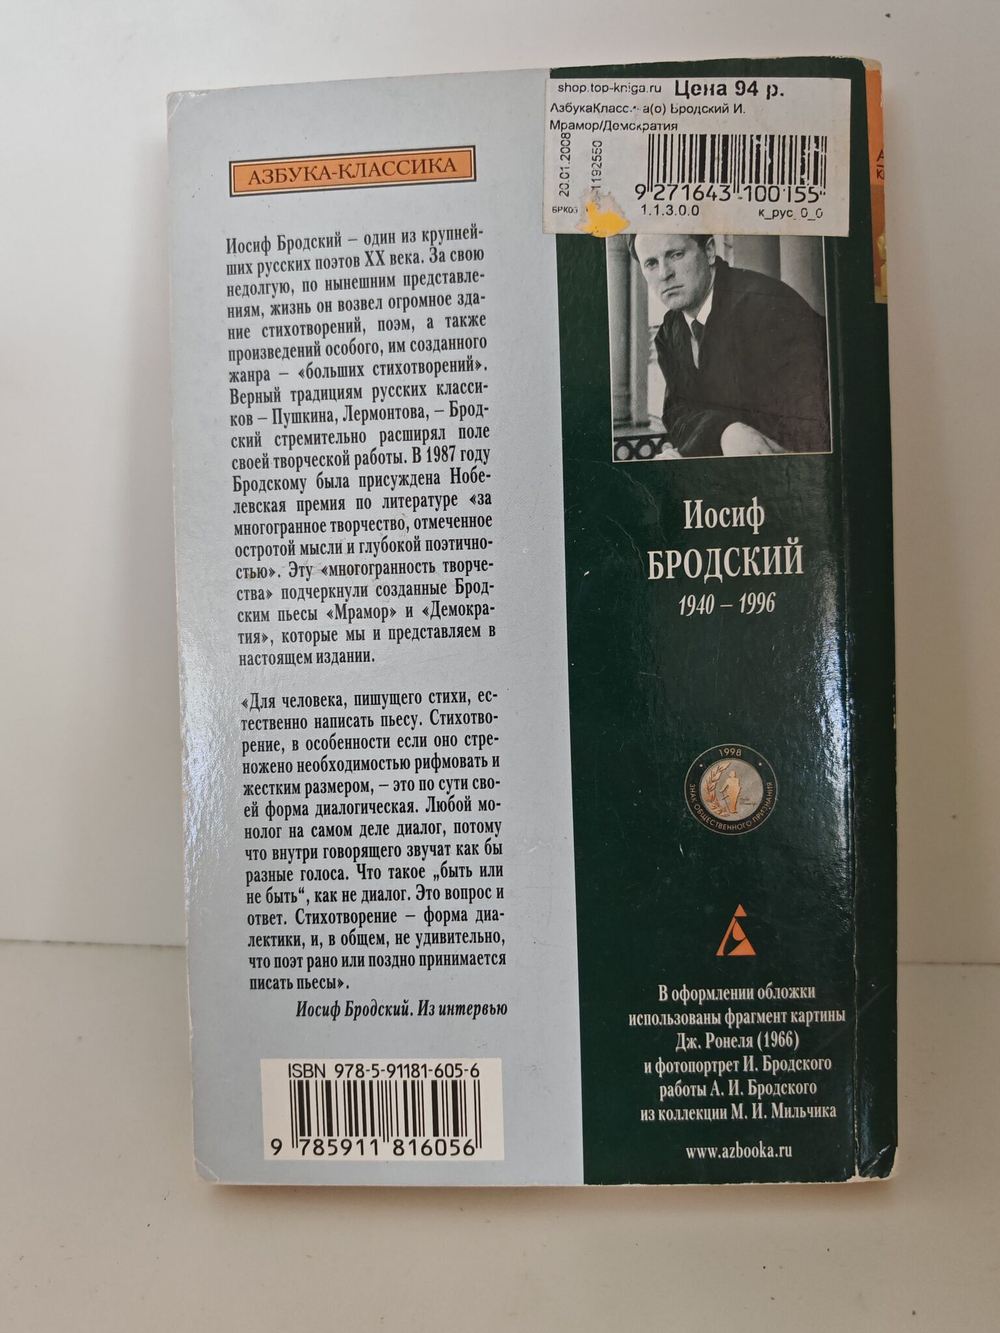 shop.top-kniga.ru Цена 94 р.
Бродский И.
Мрамор/Демократия
20.01.2008
1192550
9 271643 100155
1.1.3.0.0 к_рус_0_0
АЗБУКА-КЛАССИКА
Иосиф Бродский – один из крупней-
ших русских поэтов XX века. За свою
недолгую, по нынешним представле-
ниям, жизнь он возвел огромное зда-
ние стихотворений, поэм, а также
произведений особого, им созданного
жанра – «больших стихотворений».
Верный традициям русских класси-
ков – Пушкина, Лермонтова, – Брод-
ский стремительно расширял поле
своей творческой работы. В 1987 году
Бродскому была присуждена Нобе-
левская премия по литературе «за
многогранное творчество, отмеченное
остротой мысли и глубокой поэтично-
стью». Эту «многогранность творче-
ства» подчеркнули созданные Брод-
ским пьесы «Мрамор» и «Демокра-
тия», которые мы и представляем в
настоящем издании.
«Для человека, пишущего стихи, ес-
тественно написать пьесу. Стихотво-
рение, в особенности если оно стре-
ножено необходимостью рифмовать и
жестким размером, – это по сути сво-
ей форма диалогическая. Любой мо-
нолог на самом деле диалог, потому
что внутри говорящего звучат как бы
разные голоса. Что такое „быть или
не быть“, как не диалог. Это вопрос и
ответ. Стихотворение – форма диа-
лектики, и, в общем, не удивительно,
что поэт рано или поздно принимается
писать пьесы».
Иосиф Бродский. Из интервью
ISBN 978-5-91181-605-6
9 785911 816056
Иосиф
БРОДСКИЙ
1940 – 1996
1998
ЗНАК ОБЩЕСТВЕННОГО ПРИЗНАНИЯ
В оформлении обложки
использованы фрагмент картины
Дж. Ронеля (1966)
и фотопортрет И. Бродского
работы А. И. Бродского
из коллекции М. И. Мильчика
www.azbooka.ru